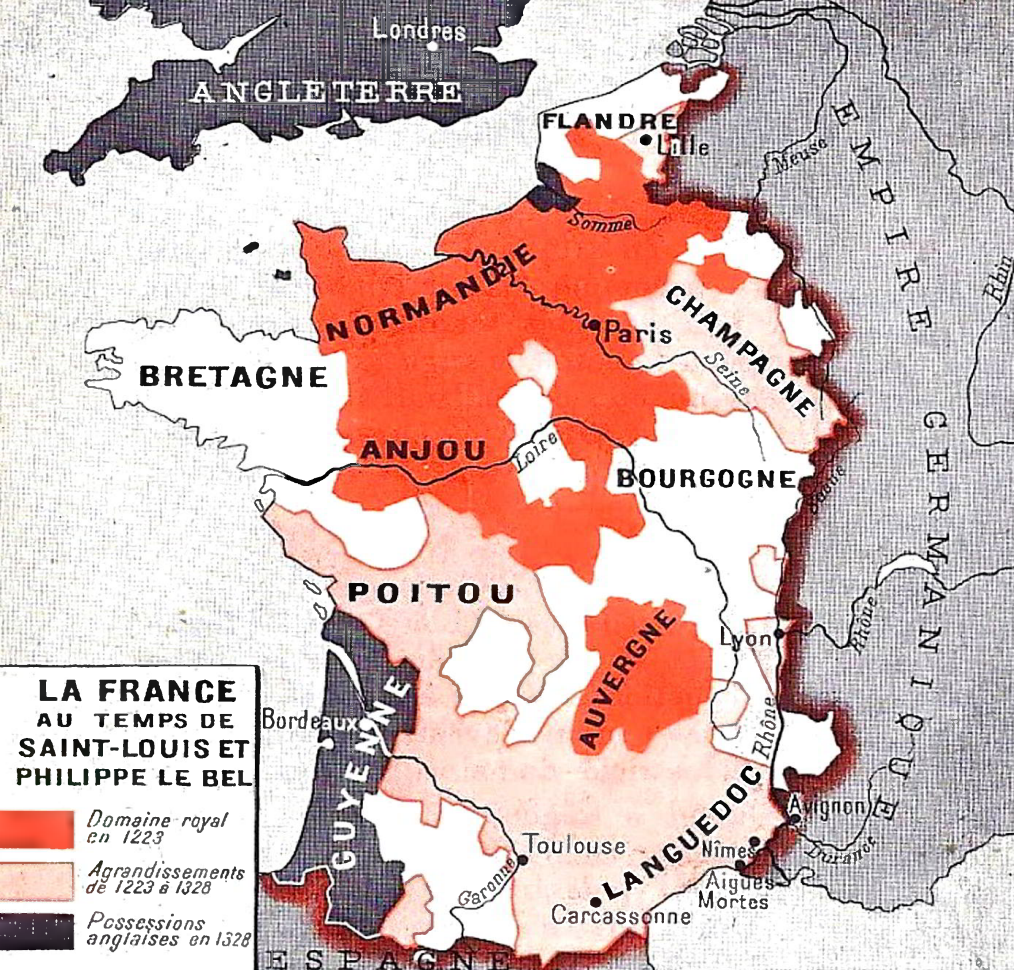 Londres
ANGLETERRE
FLANDRE
Lille
Meuse
EMPIRE GERMANIQUE
Rhin
Somme
NORMANDIE
CHAMPAGNE
Paris
Seine
BRETAGNE
ANJOU
Loire
BOURGOGNE
Saône
POITOU
Rhône
Lyon
AUVERGNE
LA FRANCE
AU TEMPS DE
SAINT-LOUIS ET
PHILIPPE LE BEL
Domaine royal
en 1223
Agrandissements
de 1223 à 1328
Possessions
anglaises en 1328
Bordeaux
GUYENNE
Rhône
LANGUEDOC
Avignon
Nîmes
Durance
Toulouse
Aigues
Mortes
Garonne
Carcassonne
ESPAGNE